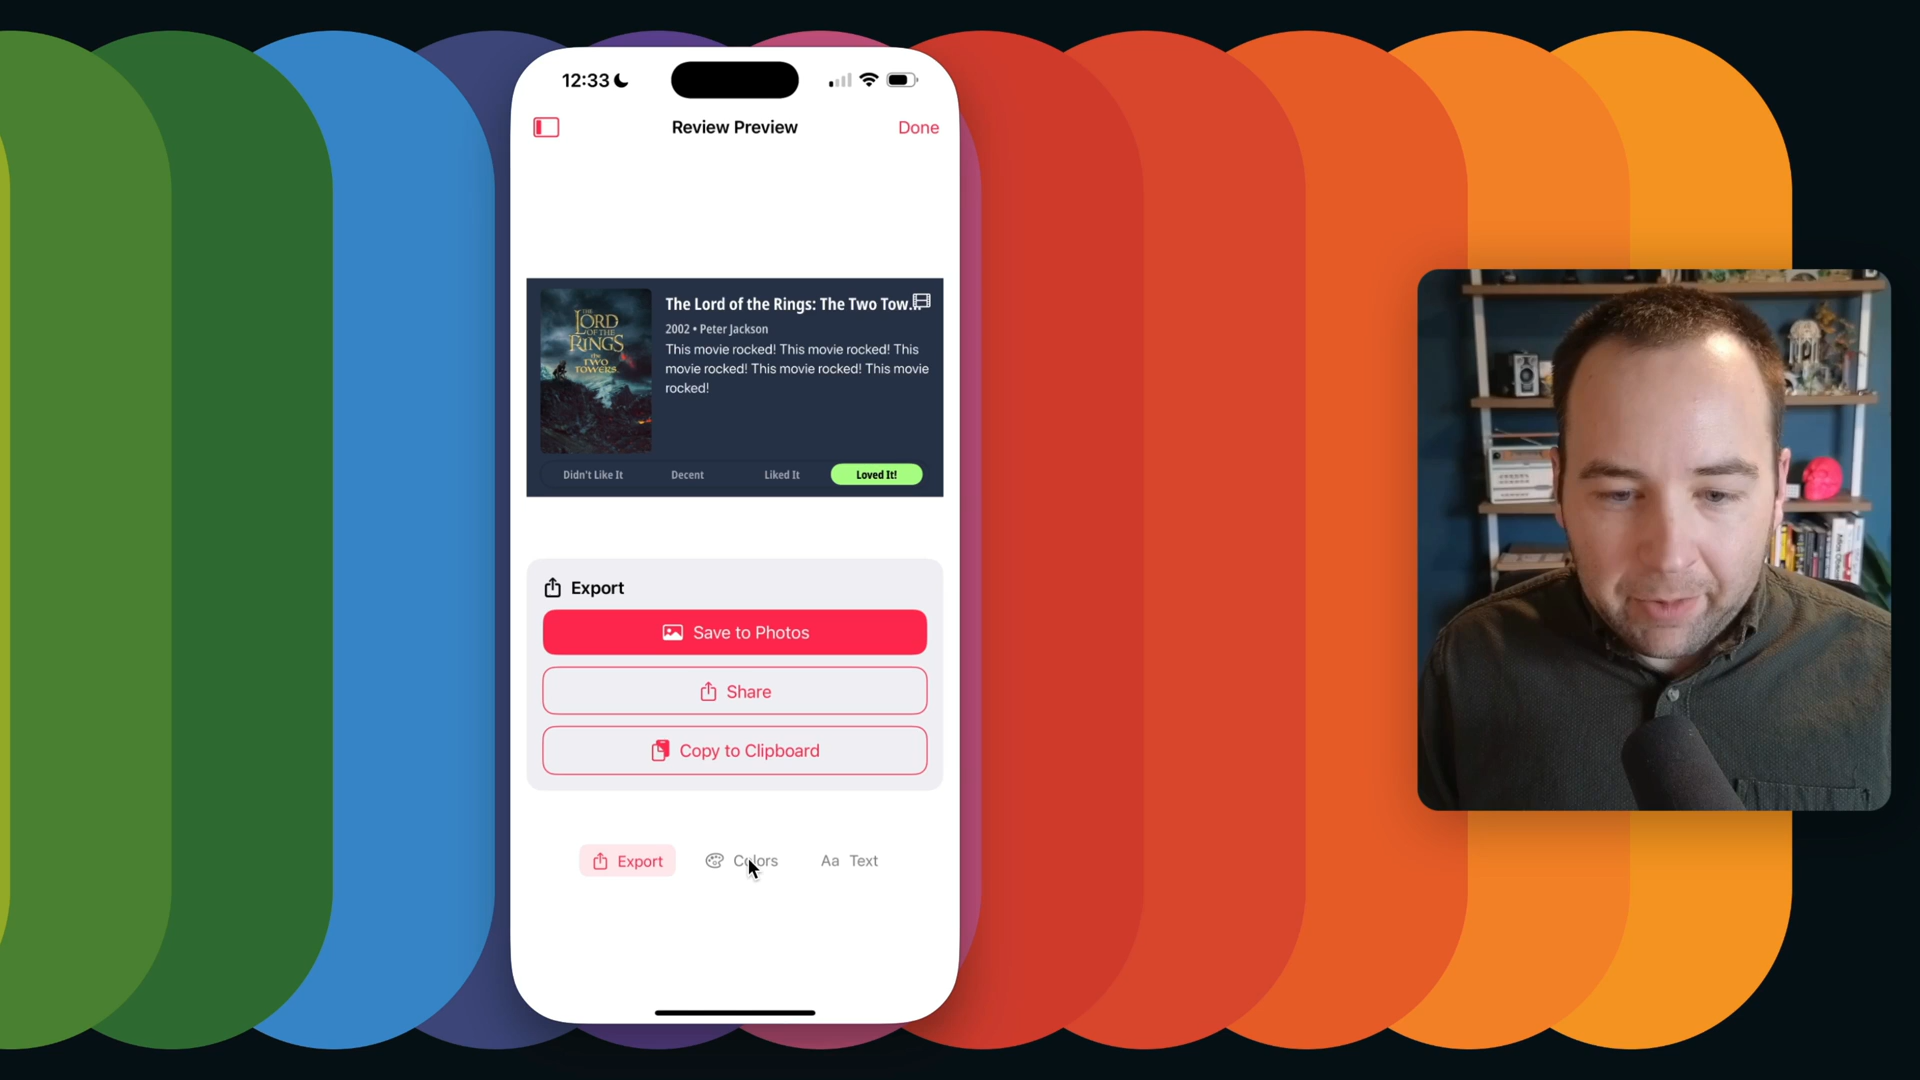 12:33
Review Preview
Done
The Lord of the Rings: The Two Tow...
2002 • Peter Jackson
This movie rocked! This movie rocked! This
movie rocked! This movie rocked! This movie
rocked!
THE
LORD
OF THE
RINGS
THE
TWO
TOWERS
Didn't Like It
Decent
Liked It
Loved It!
Export
Save to Photos
Share
Copy to Clipboard
Export
Colors
Aa Text